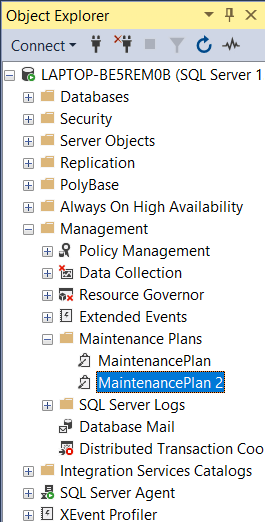 Object Explorer
Connect
LAPTOP-BE5REM0B (SQL Server 1
Databases
Security
Server Objects
Replication
PolyBase
Always On High Availability
Management
Policy Management
Data Collection
Resource Governor
Extended Events
Maintenance Plans
MaintenancePlan
MaintenancePlan 2
SQL Server Logs
Database Mail
Distributed Transaction Coo
Integration Services Catalogs
SQL Server Agent
XEvent Profiler